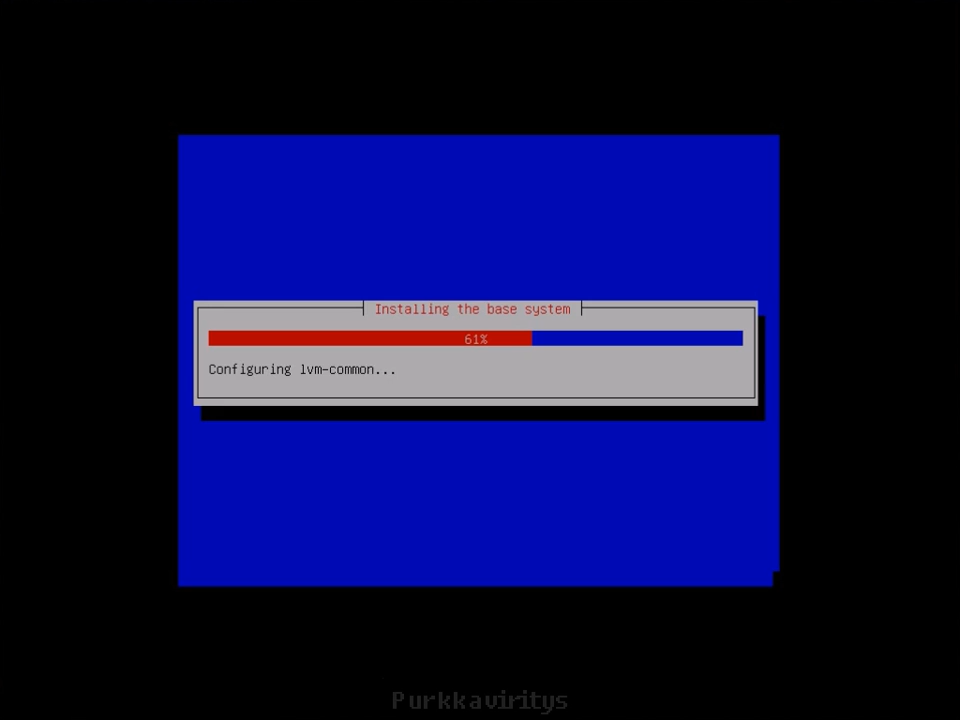 Installing the base system
61%
Configuring lvm-common...
Purkkaviritys